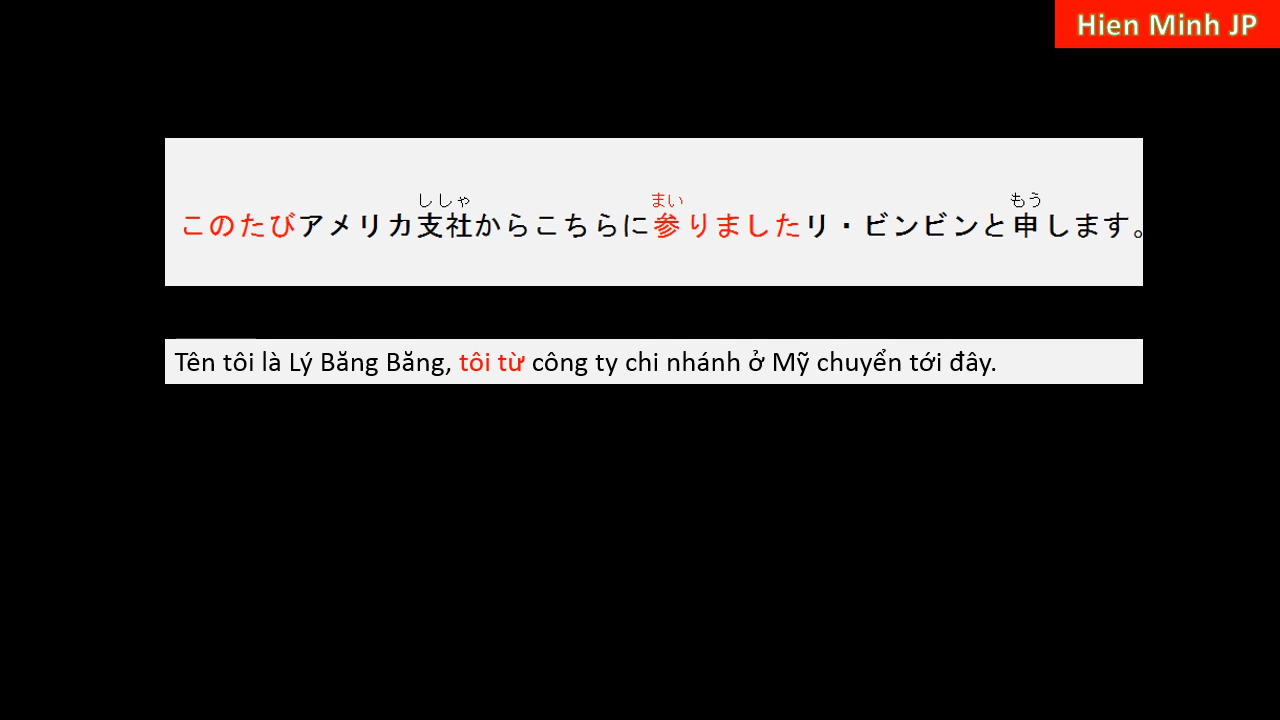 Hien Minh JP
ししゃ まい もう
このたびアメリカ支社からこちらに参りましたリ・ビンビンと申します。
Tên tôi là Lý Băng Băng, tôi từ công ty chi nhánh ở Mỹ chuyển tới đây.